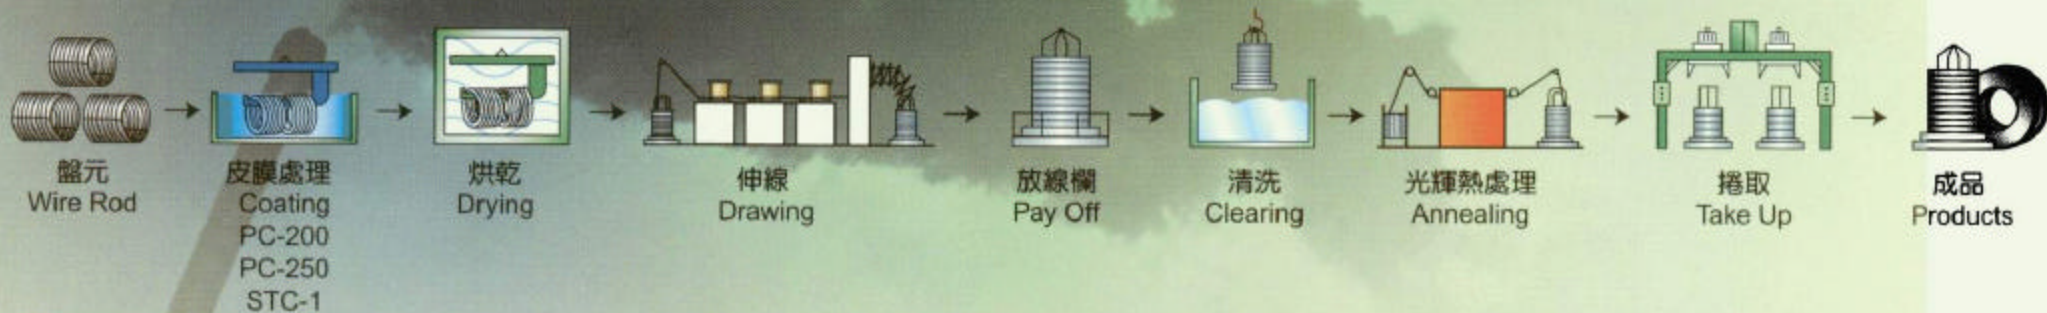 盤元
Wire Rod
皮膜處理
Coating
PC-200
PC-250
STC-1
烘乾
Drying
伸線
Drawing
放線欄
Pay Off
清洗
Clearing
光輝熱處理
Annealing
捲取
Take Up
成品
Products